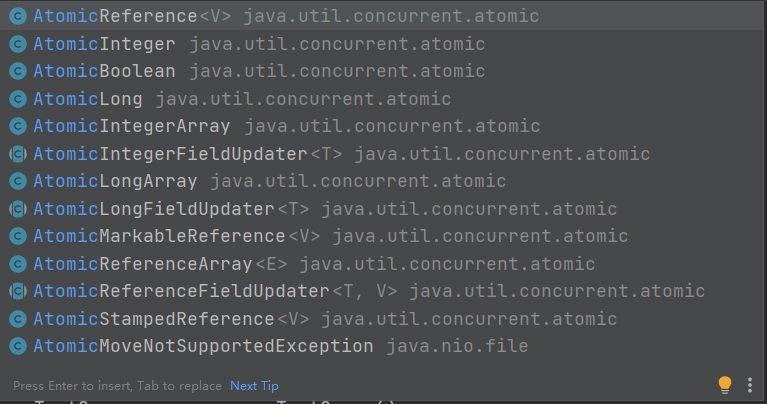 AtomicReference<V> java.util.concurrent.atomic
AtomicInteger java.util.concurrent.atomic
AtomicBoolean java.util.concurrent.atomic
AtomicLong java.util.concurrent.atomic
AtomicIntegerArray java.util.concurrent.atomic
AtomicIntegerFieldUpdater<T> java.util.concurrent.atomic
AtomicLongArray java.util.concurrent.atomic
AtomicLongFieldUpdater<T> java.util.concurrent.atomic
AtomicMarkableReference<V> java.util.concurrent.atomic
AtomicReferenceArray<E> java.util.concurrent.atomic
AtomicReferenceFieldUpdater<T, V> java.util.concurrent.atomic
AtomicStampedReference<V> java.util.concurrent.atomic
AtomicMoveNotSupportedException java.nio.file
Press Enter to insert, Tab to replace Next Tip